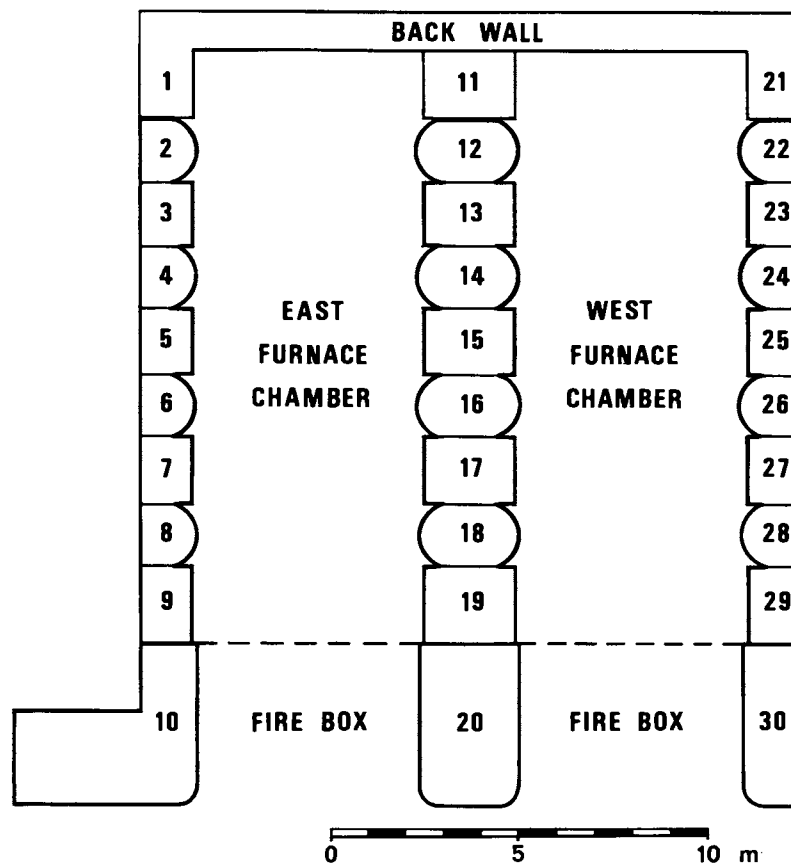 BACK WALL
1 11 21
2 12 22
3 13 23
4 14 24
EAST WEST
5 15 25
FURNACE FURNACE
CHAMBER CHAMBER
6 16 26
7 17 27
8 18 28
9 19 29
10 FIRE BOX 20 FIRE BOX 30
0 5 10 m